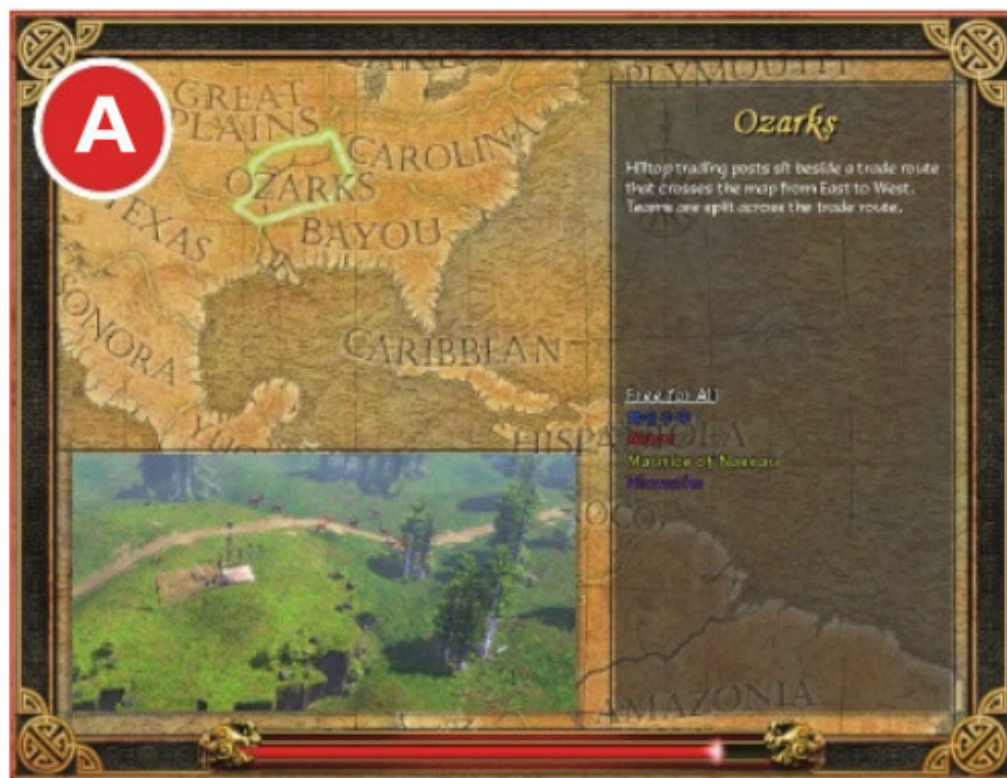 A
PLYMOUTH
GREAT
PLAINS
CAROLINA
OZARKS
TEXAS
BAYOU
SONORA
CARIBBEAN
HISPANIOLA
AMAZONIA
Ozarks
Hilltop trading posts sit beside a trade route
that crosses the map from East to West.
Teams are split across the trade route.
Free for All
Maurice of Nassau